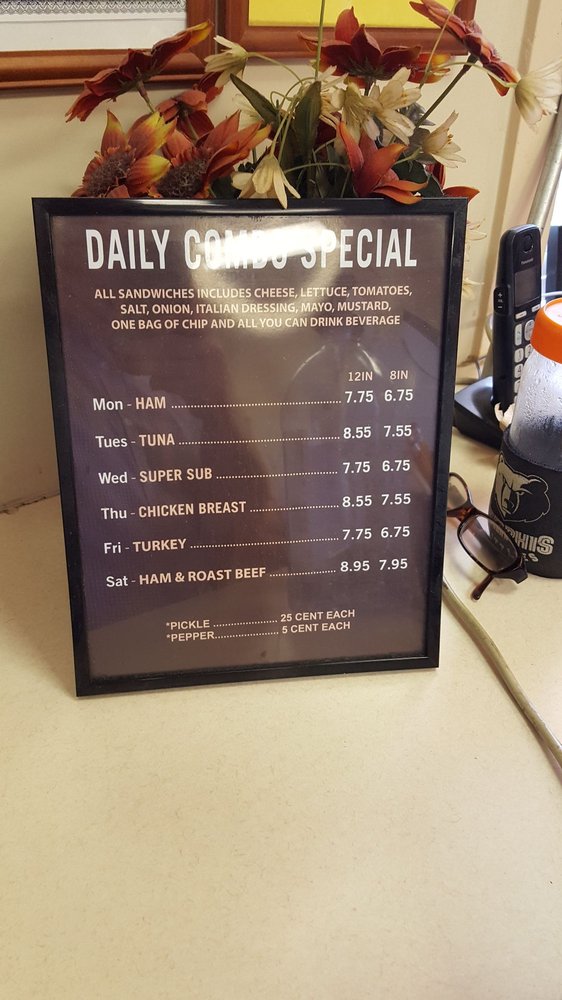 DAILY COMBO SPECIAL
ALL SANDWICHES INCLUDES CHEESE, LETTUCE, TOMATOES,
SALT, ONION, ITALIAN DRESSING, MAYO, MUSTARD,
ONE BAG OF CHIP AND ALL YOU CAN DRINK BEVERAGE
12IN 8IN
Mon - HAM ........................................ 7.75 6.75
Tues - TUNA ........................................ 8.55 7.55
Wed - SUPER SUB .............................. 7.75 6.75
Thu - CHICKEN BREAST ...................... 8.55 7.55
Fri - TURKEY .................................... 7.75 6.75
Sat - HAM & ROAST BEEF .................. 8.95 7.95
*PICKLE ..................... 25 CENT EACH
*PEPPER..................... 5 CENT EACH